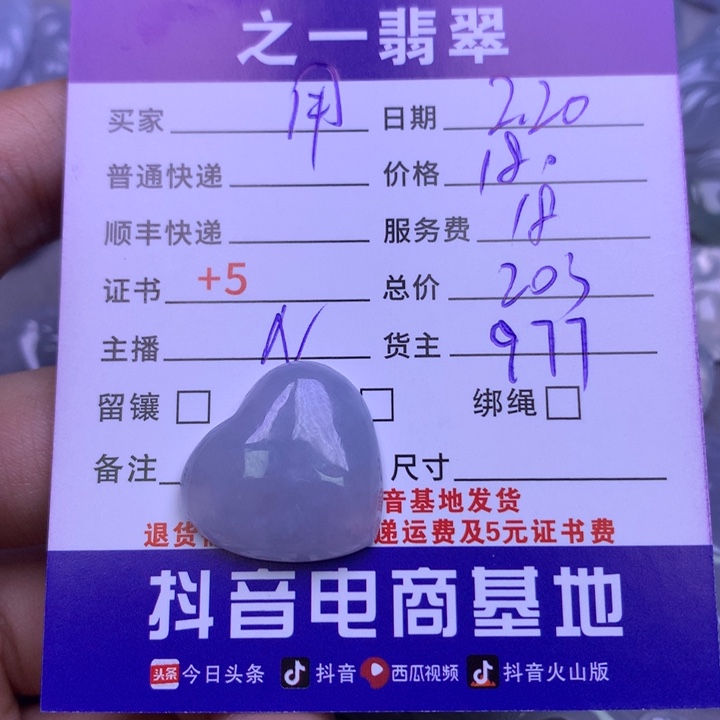 之一翡翠
买家 用 日期 2.20
普通快递 价格 180
顺丰快递 服务费 18
证书 +5 总价 203
主播 N 货主 977
留镶 绑绳
备注 尺寸
音基地发货
退货 递运费及5元证书费
抖音电商基地
头条 今日头条 抖音 西瓜视频 抖音火山版